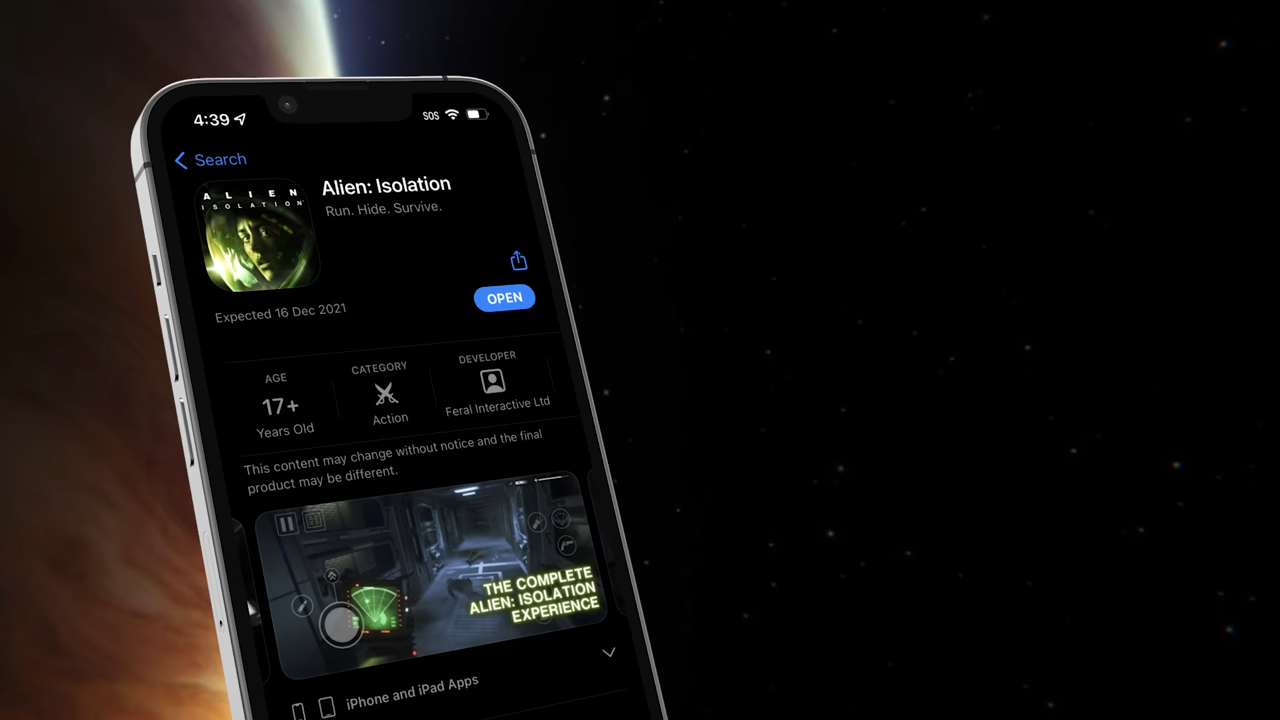 4:39
SOS
Search
ALIEN
ISOLATION
Alien: Isolation
Run. Hide. Survive.
Expected 16 Dec 2021
OPEN
AGE
17+
Years Old
CATEGORY
Action
DEVELOPER
Feral Interactive Ltd
This content may change without notice and the final
product may be different.
THE COMPLETE
ALIEN: ISOLATION
EXPERIENCE
iPhone and iPad Apps